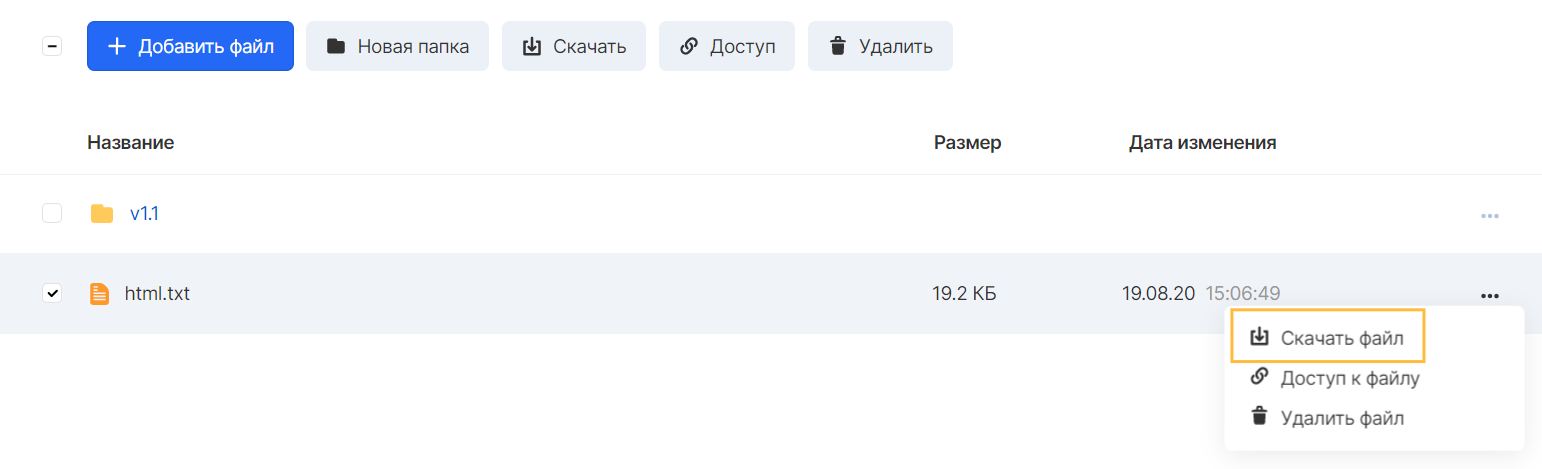 Добавить файл Новая папка Скачать Доступ Удалить
Название Размер Дата изменения
v1.1
html.txt 19.2 КБ 19.08.20 15:06:49
Скачать файл
Доступ к файлу
Удалить файл